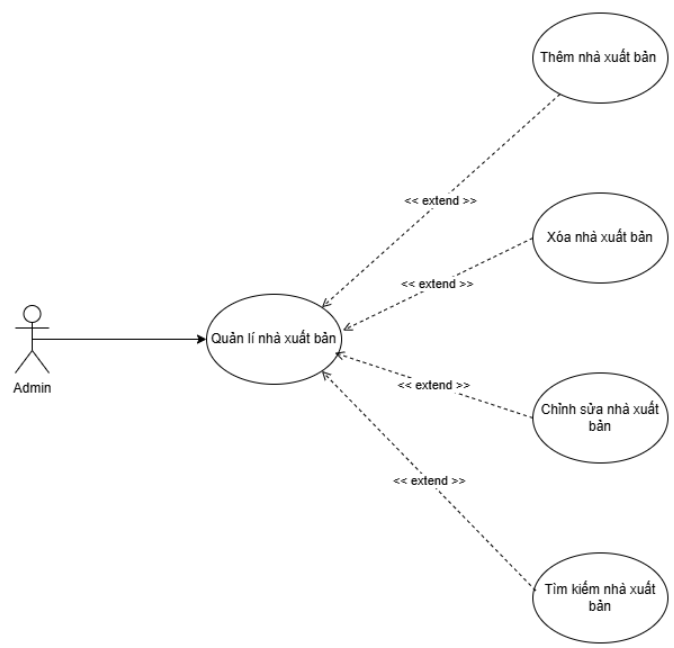 Thêm nhà xuất bản
<< extend >>
Xóa nhà xuất bản
<< extend >>
Quản lí nhà xuất bản
Admin
<< extend >>
Chỉnh sửa nhà xuất
bản
<< extend >>
Tìm kiếm nhà xuất
bản